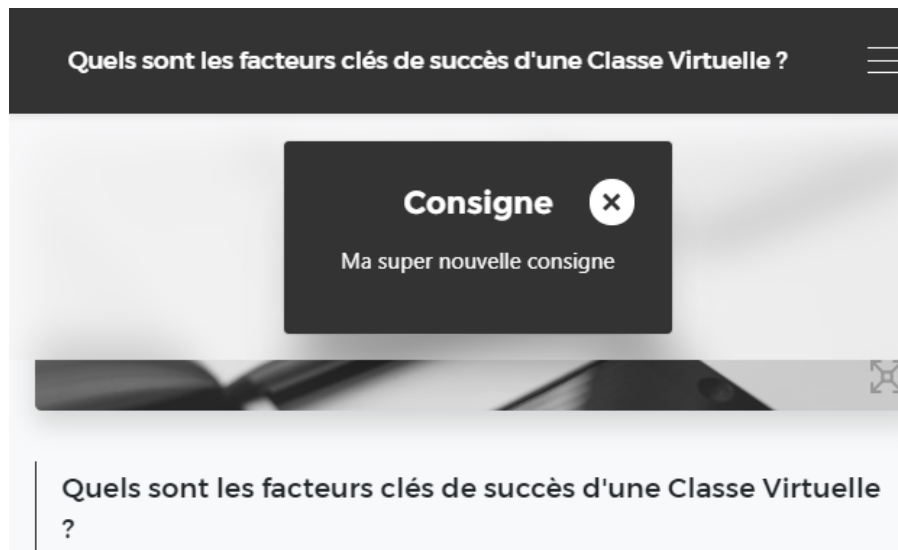 Quels sont les facteurs clés de succès d'une Classe Virtuelle ?
Consigne
Ma super nouvelle consigne
Quels sont les facteurs clés de succès d'une Classe Virtuelle
?